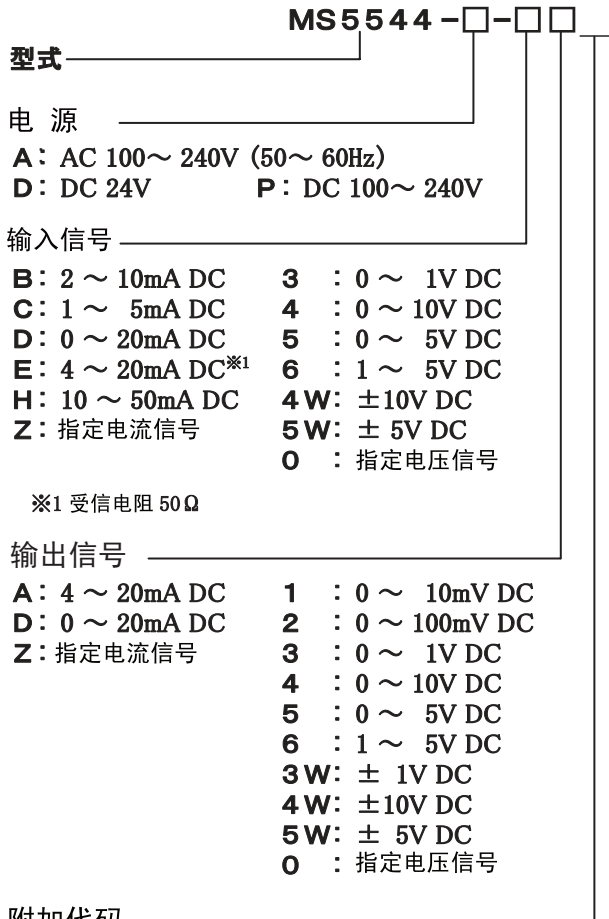 MS5544-□-□□
型式
电 源
A: AC 100～ 240V (50～ 60Hz)
D: DC 24V P: DC 100～ 240V
输入信号
B: 2 ～ 10mA DC 3 : 0 ～ 1V DC
C: 1 ～ 5mA DC 4 : 0 ～ 10V DC
D: 0 ～ 20mA DC 5 : 0 ～ 5V DC
E: 4 ～ 20mA DC※1 6 : 1 ～ 5V DC
H: 10 ～ 50mA DC 4W: ±10V DC
Z: 指定电流信号 5W: ± 5V DC
0 : 指定电压信号
※1 受信电阻 50Ω
输出信号
A: 4 ～ 20mA DC 1 : 0 ～ 10mV DC
D: 0 ～ 20mA DC 2 : 0 ～ 100mV DC
Z: 指定电流信号 3 : 0 ～ 1V DC
4 : 0 ～ 10V DC
5 : 0 ～ 5V DC
6 : 1 ～ 5V DC
3W: ± 1V DC
4W: ±10V DC
5W: ± 5V DC
0 : 指定电压信号
附加代码